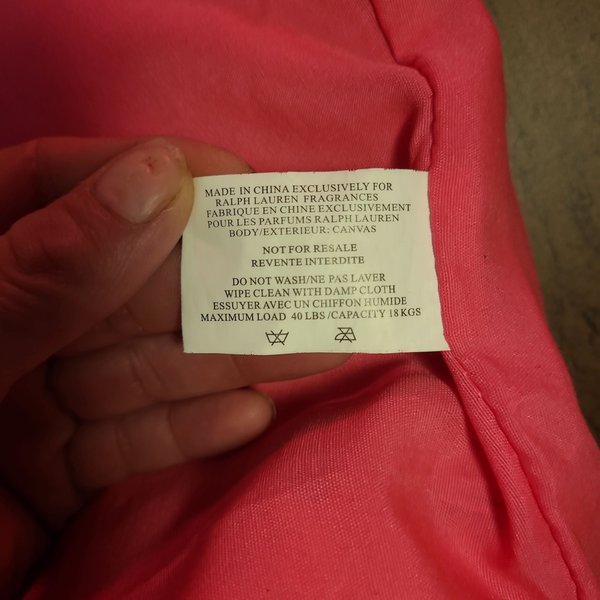 MADE IN CHINA EXCLUSIVELY FOR
RALPH LAUREN FRAGRANCES
FABRIQUE EN CHINE EXCLUSIVEMENT
POUR LES PARFUMS RALPH LAUREN
BODY/EXTERIEUR: CANVAS
NOT FOR RESALE
REVENTE INTERDITE
DO NOT WASH/NE PAS LAVER
WIPE CLEAN WITH DAMP CLOTH
ESSUYER AVEC UN CHIFFON HUMIDE
MAXIMUM LOAD 40 LBS /CAPACITY 18 KGS